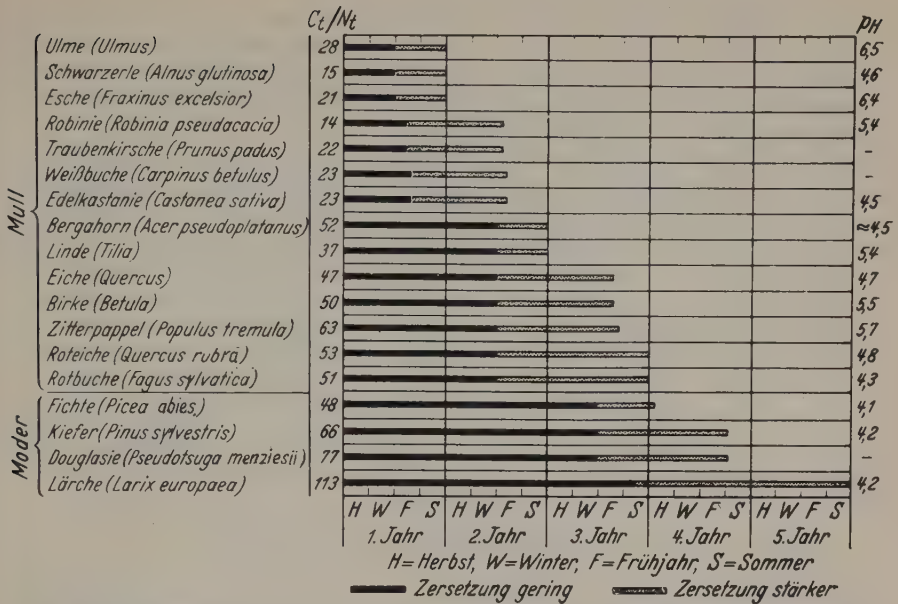 Ct/Nt pH
Ulme (Ulmus) 28 6,5
Schwarzerle (Alnus glutinosa) 15 4,6
Esche (Fraxinus excelsior) 21 6,4
Robinie (Robinia pseudacacia) 14 5,4
Traubenkirsche (Prunus padus) 22 –
Weißbuche (Carpinus betulus) 23 –
Edelkastanie (Castanea sativa) 23 4,5
Bergahorn (Acer pseudoplatanus) 52 ≈4,5
Linde (Tilia) 37 5,4
Eiche (Quercus) 47 4,7
Birke (Betula) 50 5,5
Zitterpappel (Populus tremula) 63 5,7
Roteiche (Quercus rubra) 53 4,8
Rotbuche (Fagus sylvatica) 51 4,3
Mull
Fichte (Picea abies) 48 4,1
Kiefer (Pinus sylvestris) 66 4,2
Douglasie (Pseudotsuga menziesii) 77 –
Lärche (Larix europaea) 113 4,2
Moder
H W F S H W F S H W F S H W F S H W F S
1. Jahr 2. Jahr 3. Jahr 4. Jahr 5. Jahr
H=Herbst, W=Winter, F=Frühjahr, S=Sommer
Zersetzung gering Zersetzung stärker